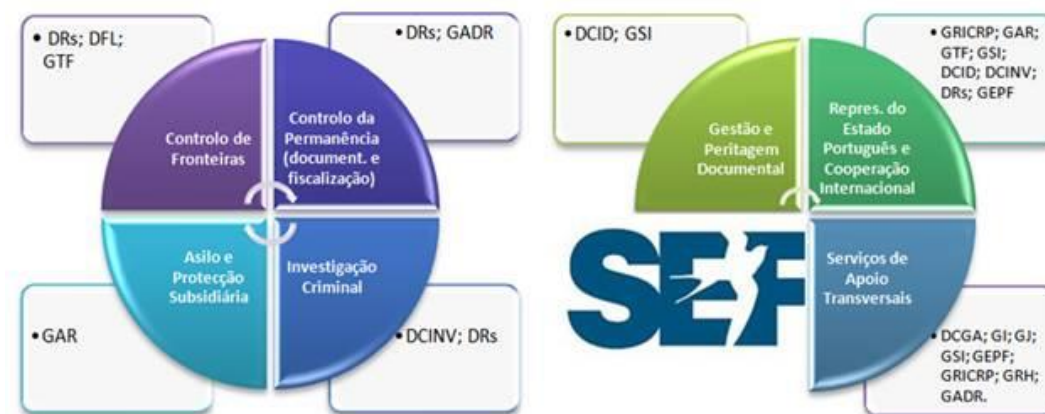 • DRs; DFL;
GTF
• DRs; GADR
Controlo de
Fronteiras
Controlo da
Permanência
(document. e
fiscalização)
Asilo e
Protecção
Subsidiária
Investigação
Criminal
• GAR
• DCINV; DRs
• DCID; GSI
• GRICRP; GAR;
GTF; GSI;
DCID; DCINV;
DRs; GEPF
Gestão e
Peritagem
Documental
Repres. do
Estado
Português e
Cooperação
Internacional
SEF
Serviços de
Apoio
Transversais
• DCGA; GI; GJ;
GSI; GEPF;
GRICRP; GRH;
GADR.